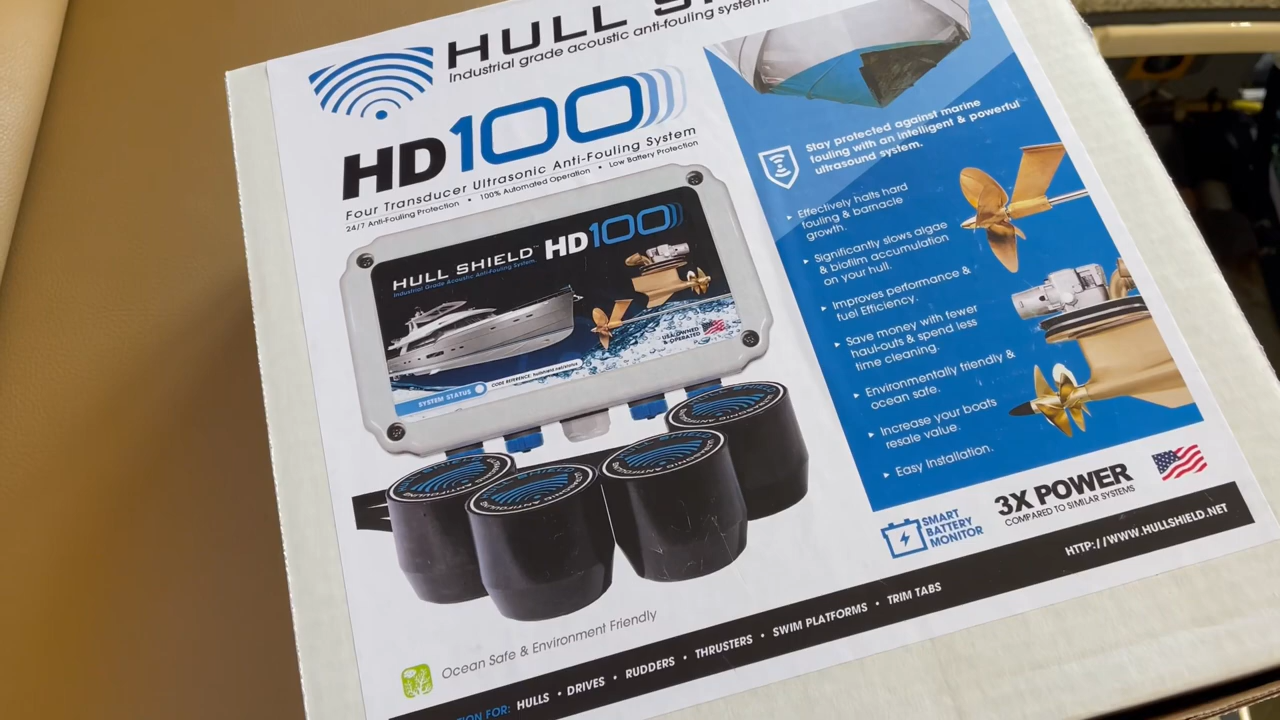 HULL
Industrial grade acoustic anti-fouling system.
HD100
Four Transducer Ultrasonic Anti-Fouling System
24/7 Anti-Fouling Protection • 100% Automated Operation • Low Battery Protection
HULL SHIELD™ HD100
Industrial Grade Acoustic Anti-Fouling System.
USA OWNED
& OPERATED
SYSTEM STATUS
CODE REFERENCE: hullshield.net/status
HULL SHIELD
ULTRASONIC ANTIFOULING
Stay protected against marine
fouling with an intelligent & powerful
ultrasound system.
▸ Effectively halts hard
fouling & barnacle
growth.
▸ Significantly slows algae
& biofilm accumulation
on your hull.
▸ Improves performance &
fuel Efficiency.
▸ Save money with fewer
haul-outs & spend less
time cleaning.
▸ Environmentally friendly &
ocean safe.
▸ Increase your boats
resale value.
▸ Easy Installation.
SMART
BATTERY
MONITOR
3X POWER
COMPARED TO SIMILAR SYSTEMS
Ocean Safe & Environment Friendly
FOR: HULLS • DRIVES • RUDDERS • THRUSTERS • SWIM PLATFORMS • TRIM TABS
HTTP://WWW.HULLSHIELD.NET